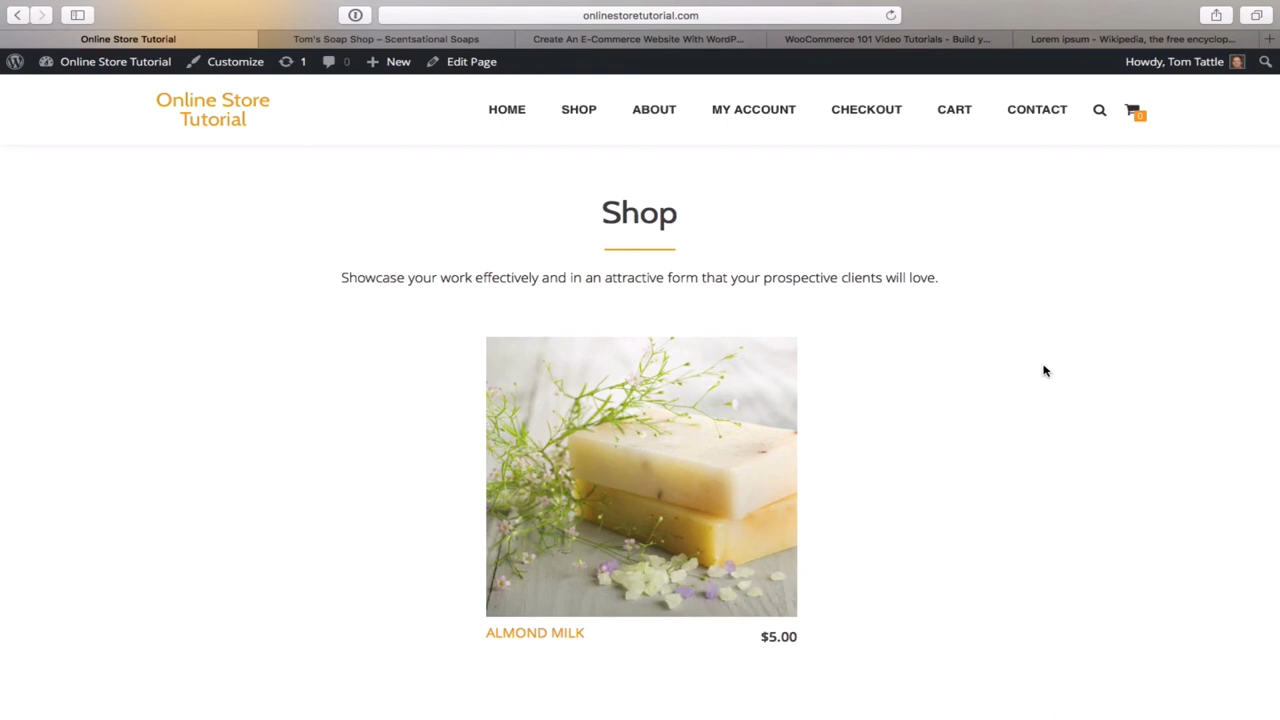 onlinestoretutorial.com
Online Store Tutorial
Tom's Soap Shop – Scentsational Soaps
Create An E-Commerce Website With WordP...
WooCommerce 101 Video Tutorials - Build y...
Lorem ipsum - Wikipedia, the free encyclop...
Online Store Tutorial
Customize
1
0
New
Edit Page
Howdy, Tom Tattle
Online Store
Tutorial
HOME
SHOP
ABOUT
MY ACCOUNT
CHECKOUT
CART
CONTACT
0
Shop
Showcase your work effectively and in an attractive form that your prospective clients will love.
ALMOND MILK
$5.00